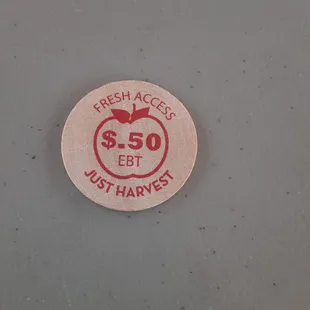 FRESH ACCESS
$.50
EBT
JUST HARVEST